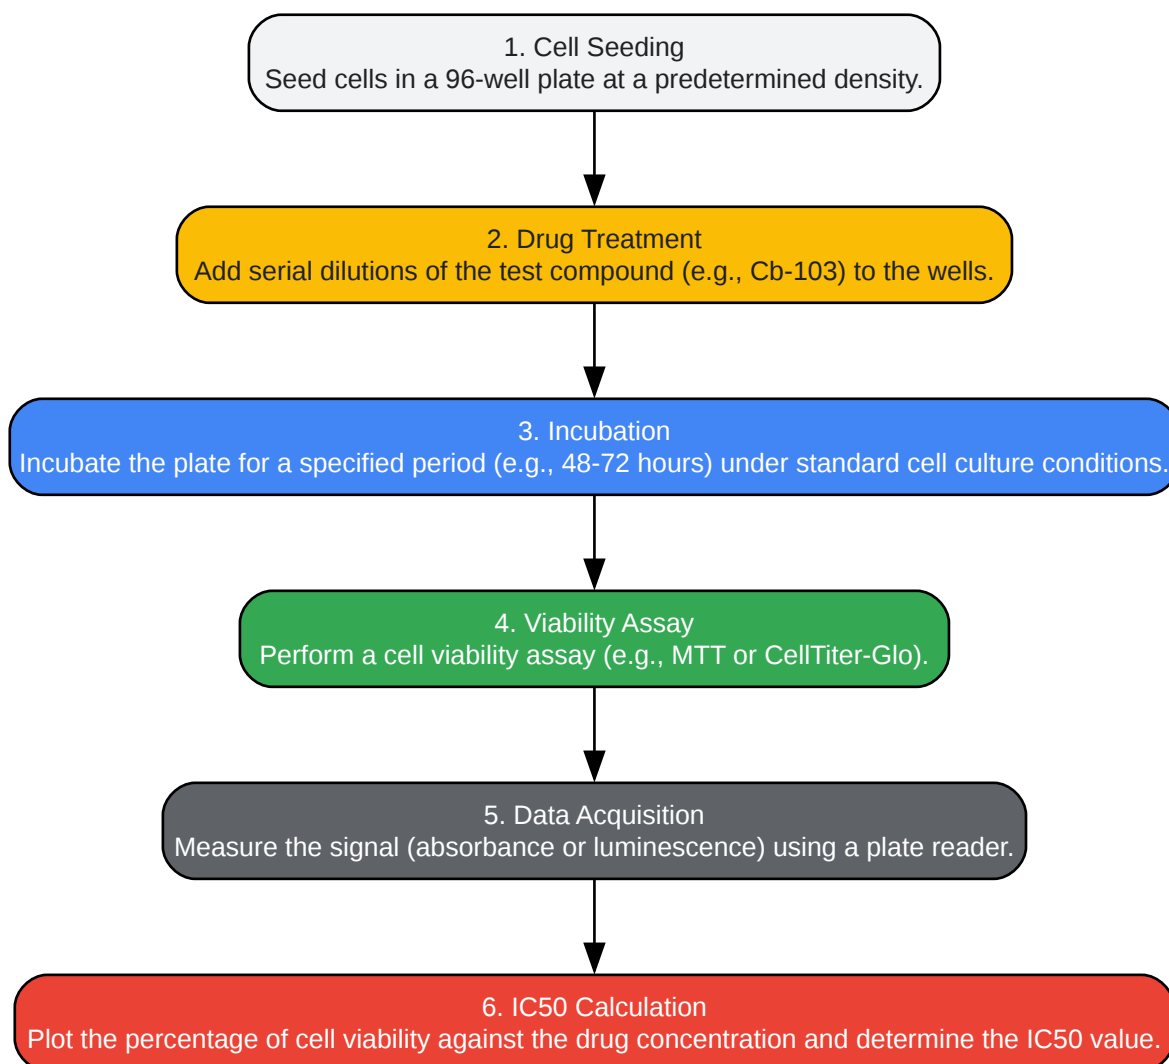 1. Cell Seeding
Seed cells in a 96-well plate at a predetermined density.
2. Drug Treatment
Add serial dilutions of the test compound (e.g., Cb-103) to the wells.
3. Incubation
Incubate the plate for a specified period (e.g., 48-72 hours) under standard cell culture conditions.
4. Viability Assay
Perform a cell viability assay (e.g., MTT or CellTiter-Glo).
5. Data Acquisition
Measure the signal (absorbance or luminescence) using a plate reader.
6. IC50 Calculation
Plot the percentage of cell viability against the drug concentration and determine the IC50 value.